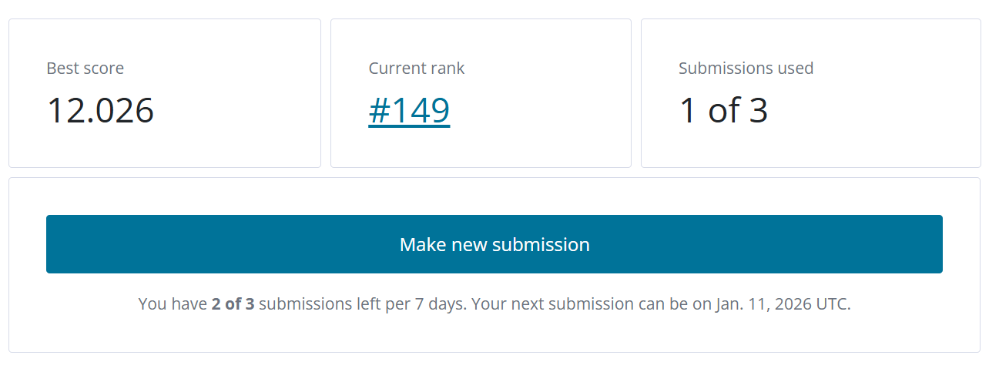 Best score
12.026
Current rank
#149
Submissions used
1 of 3
Make new submission
You have 2 of 3 submissions left per 7 days. Your next submission can be on Jan. 11, 2026 UTC.